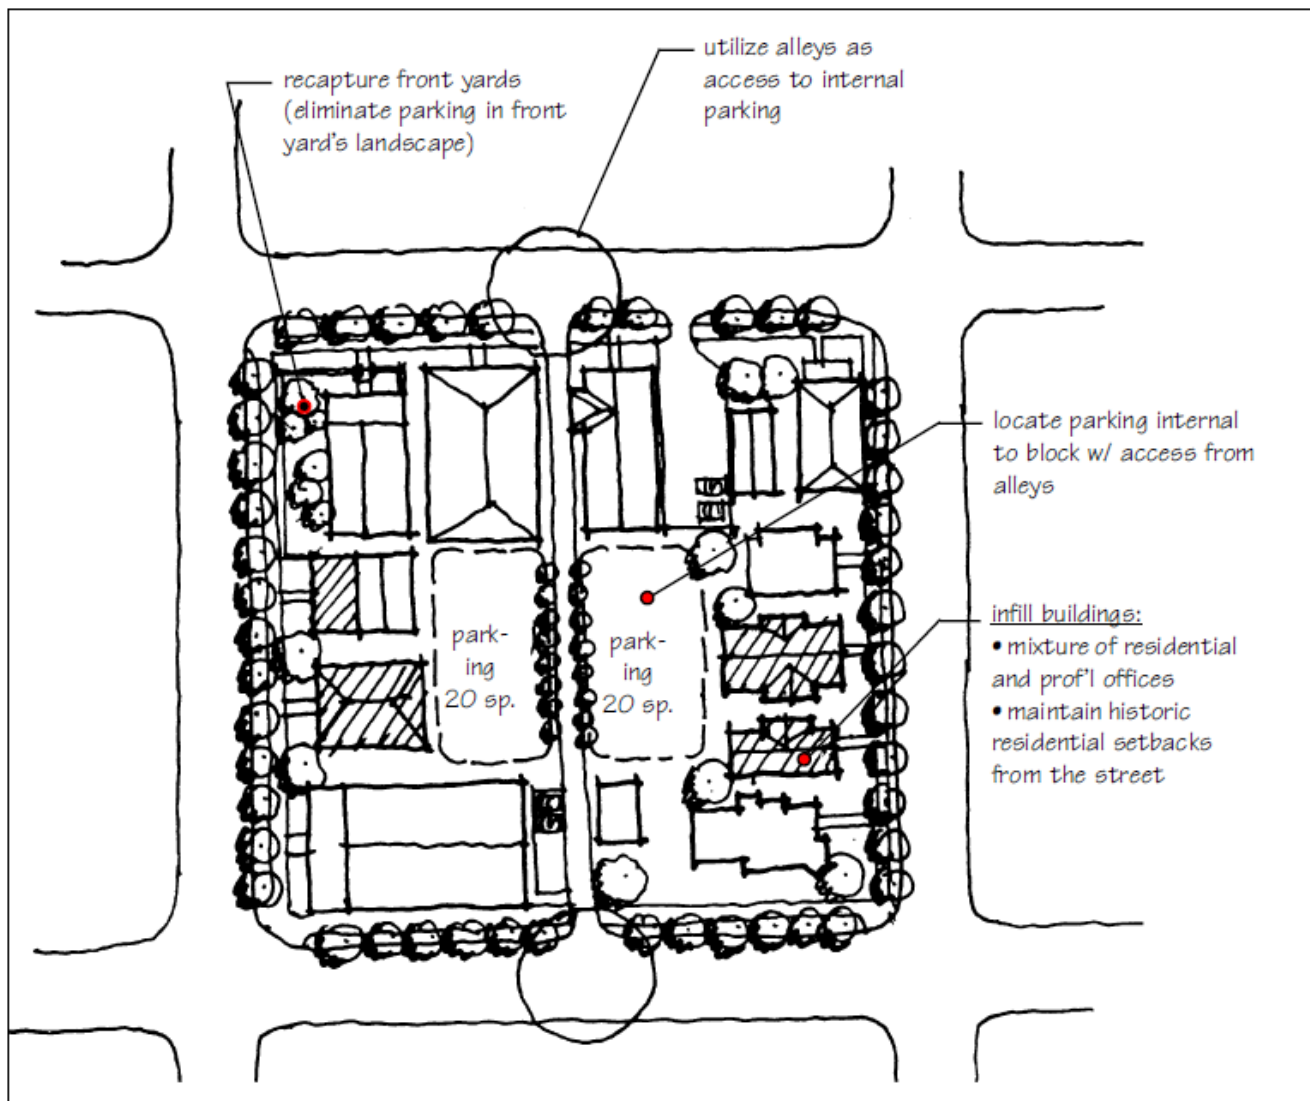 utilize alleys as
access to internal
parking
recapture front yards
(eliminate parking in front
yard's landscape)
locate parking internal
to block w/ access from
alleys
infill buildings:
• mixture of residential
and prof'l offices
• maintain historic
residential setbacks
from the street
park-
ing
20 sp.
park-
ing
20 sp.